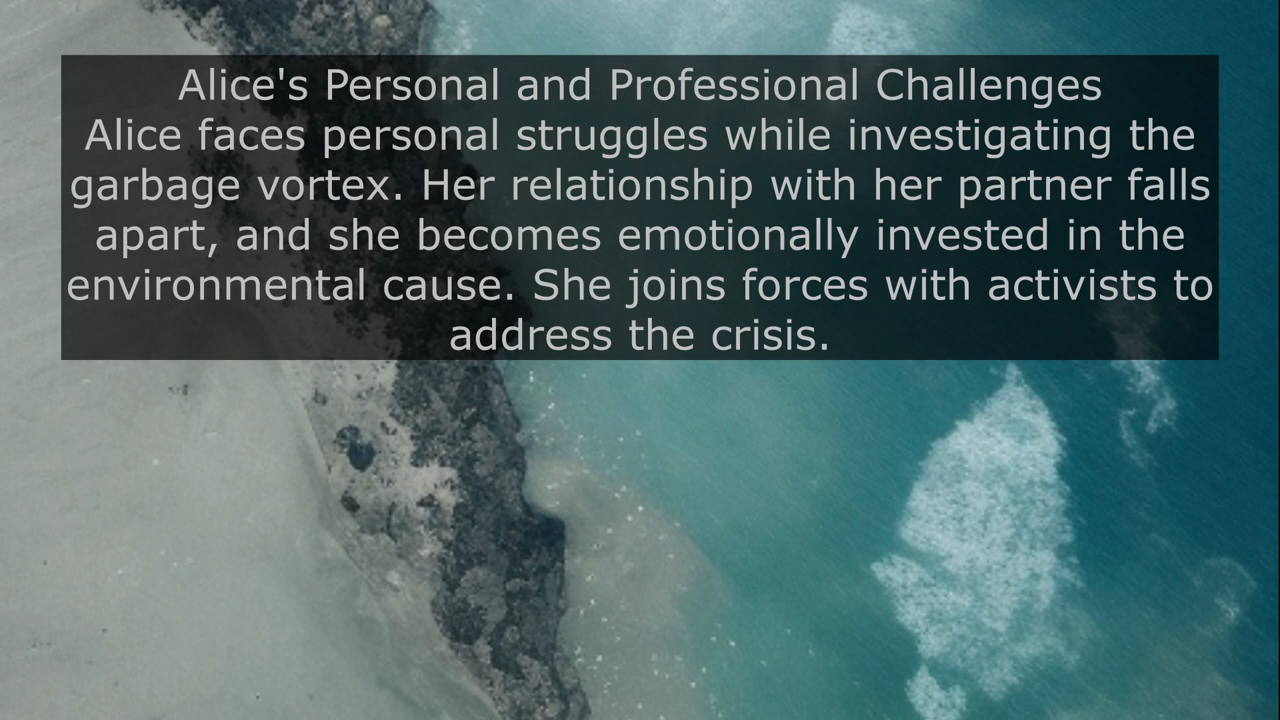 Alice's Personal and Professional Challenges
Alice faces personal struggles while investigating the
garbage vortex. Her relationship with her partner falls
apart, and she becomes emotionally invested in the
environmental cause. She joins forces with activists to
address the crisis.